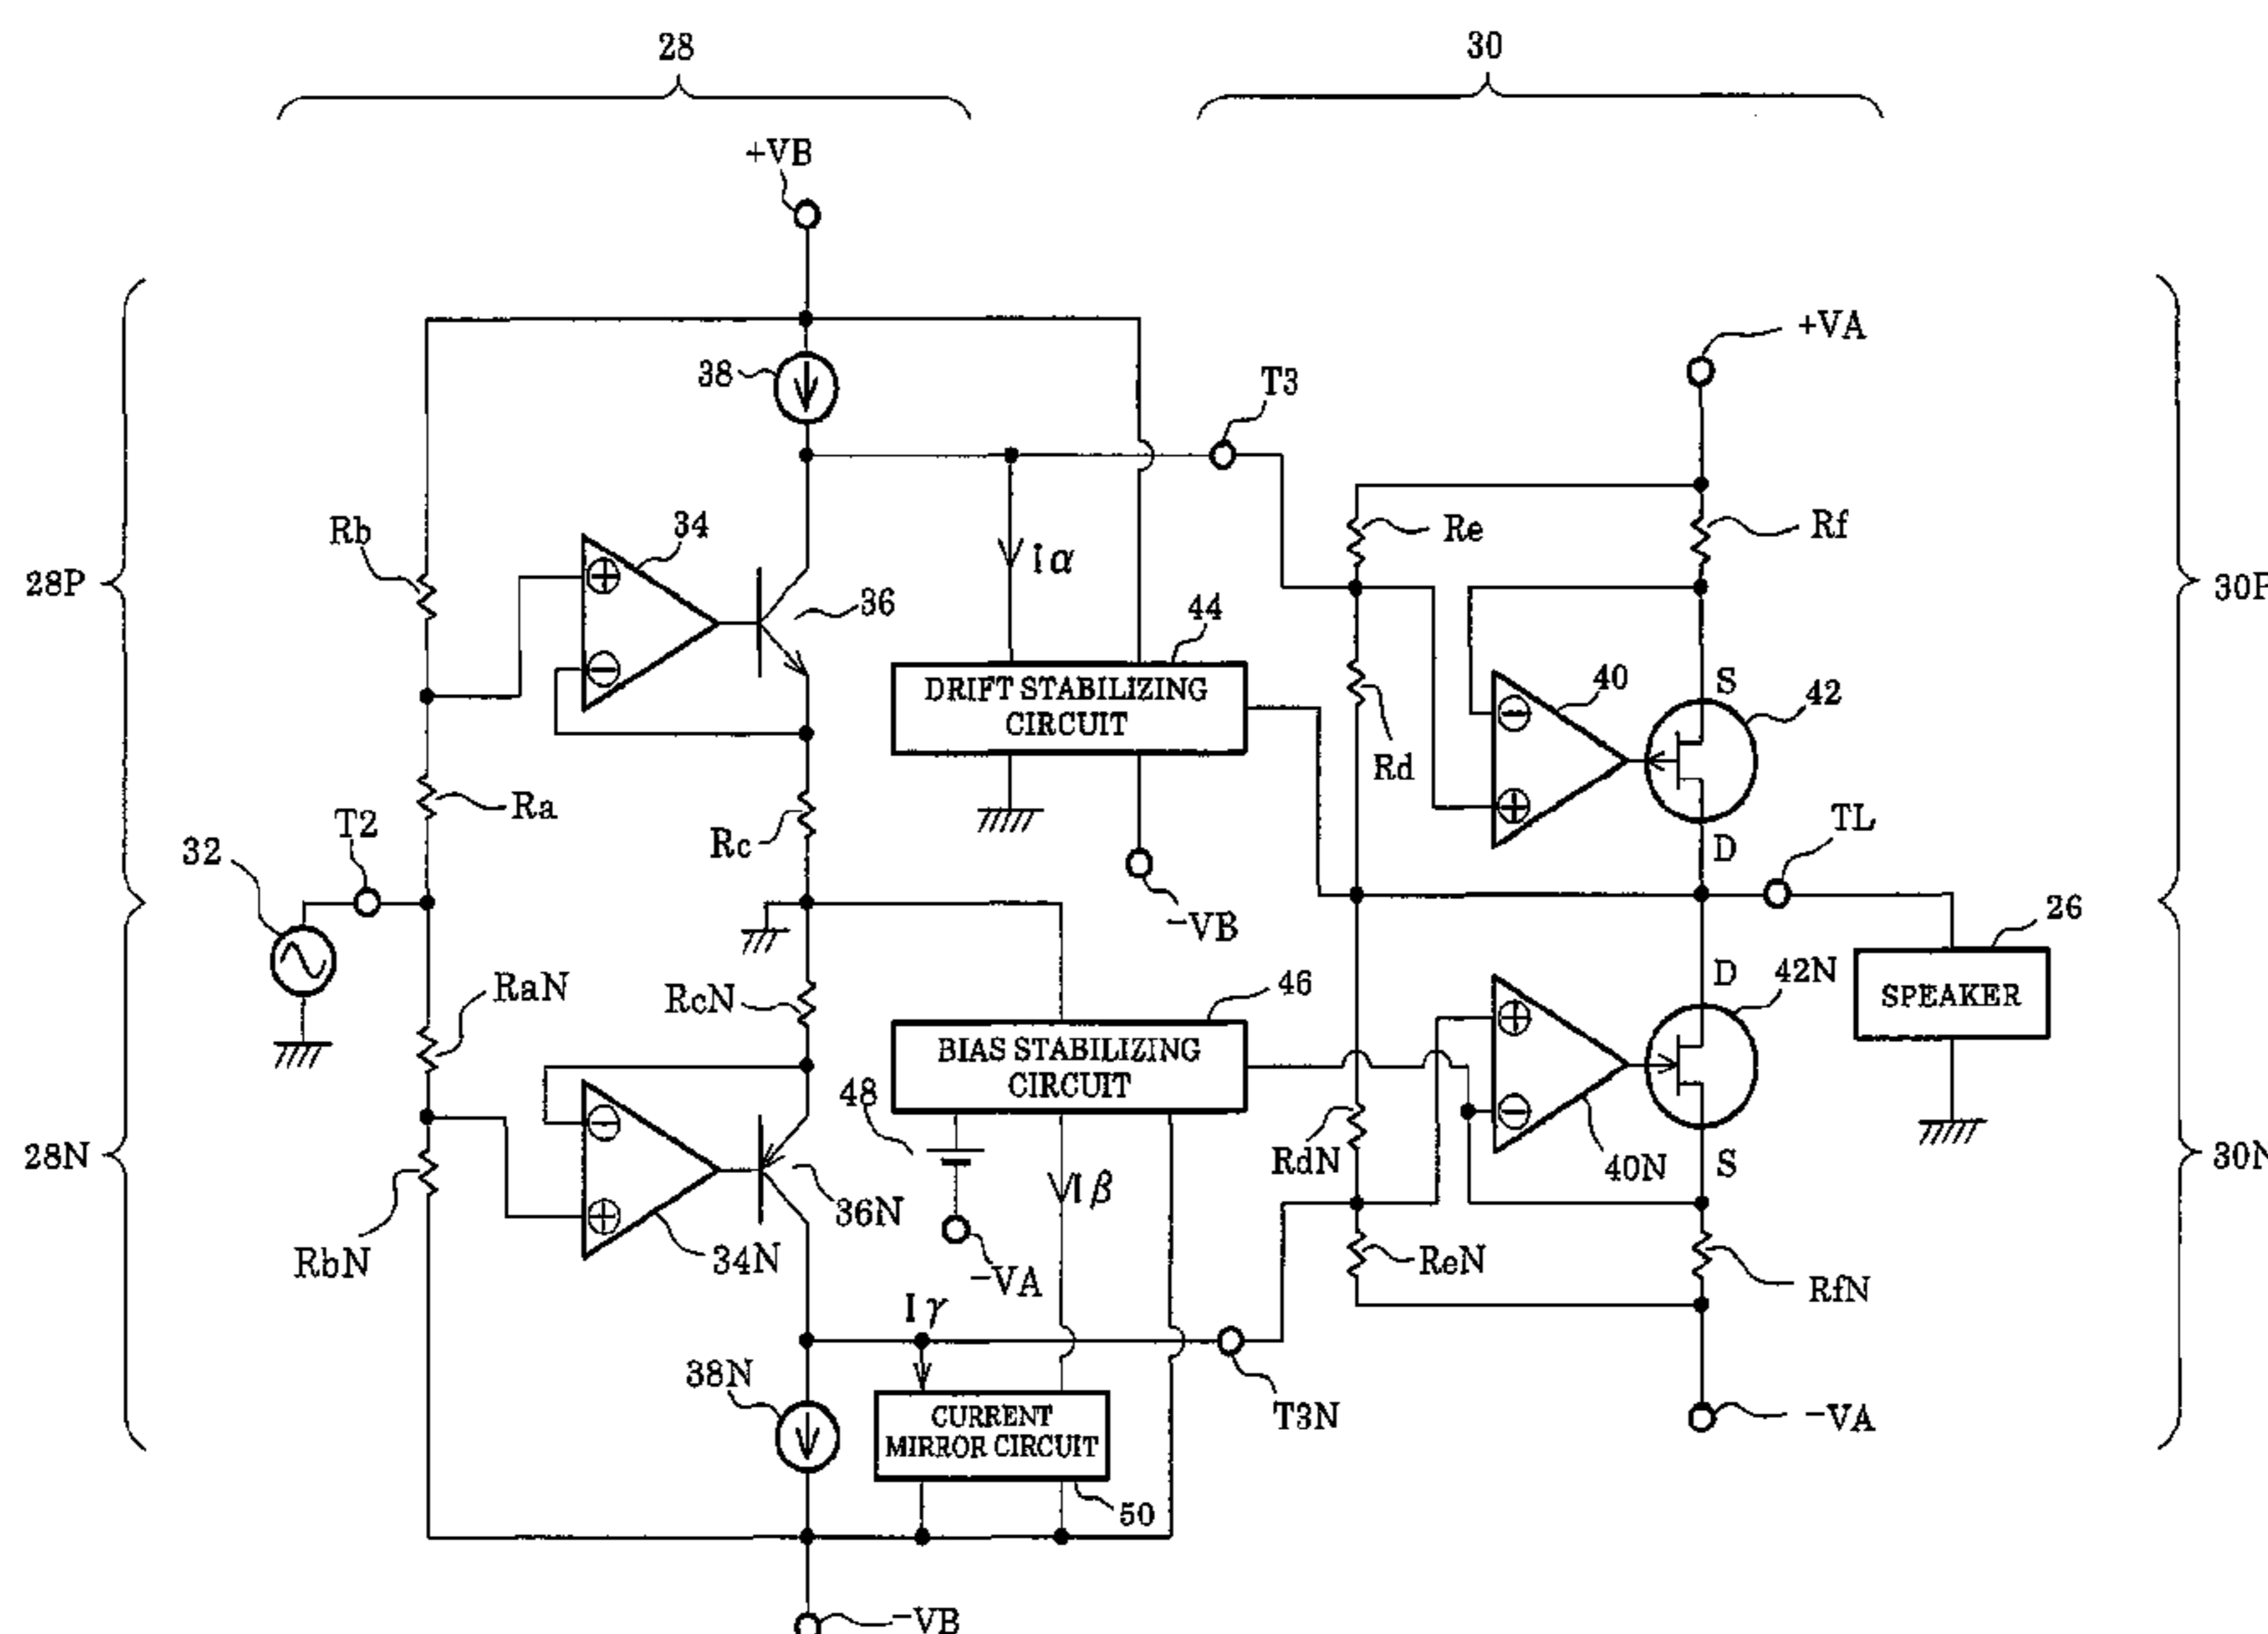 28
30
+VB
+VA
38
T3
Rb
34
Re
Rf
28P
iα
36
44
S
40
42
DRIFT STABILIZING
CIRCUIT
Ra
Rd
T2
Rc
D
TL
32
-VB
26
RaN
RcN
46
D
42N
BIAS STABILIZING
CIRCUIT
SPEAKER
48
28N
RdN
40N
S
30N
Iβ
36N
RbN
34N
-VA
ReN
RfN
Iγ
38N
T3N
-VA
CURRENT
MIRROR CIRCUIT
50
-VB